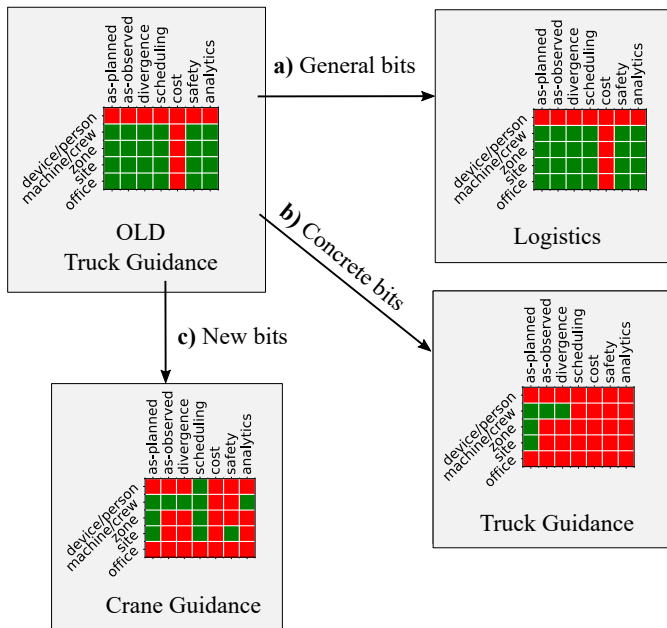 as-planned
as-observed
divergence
scheduling
cost
safety
analytics
device/person
machine/crew
zone
site
office
OLD
Truck Guidance
a) General bits
as-planned
as-observed
divergence
scheduling
cost
safety
analytics
device/person
machine/crew
zone
site
office
Logistics
b) Concrete bits
c) New bits
as-planned
as-observed
divergence
scheduling
cost
safety
analytics
device/person
machine/crew
zone
site
office
Truck Guidance
as-planned
as-observed
divergence
scheduling
cost
safety
analytics
device/person
machine/crew
zone
site
office
Crane Guidance